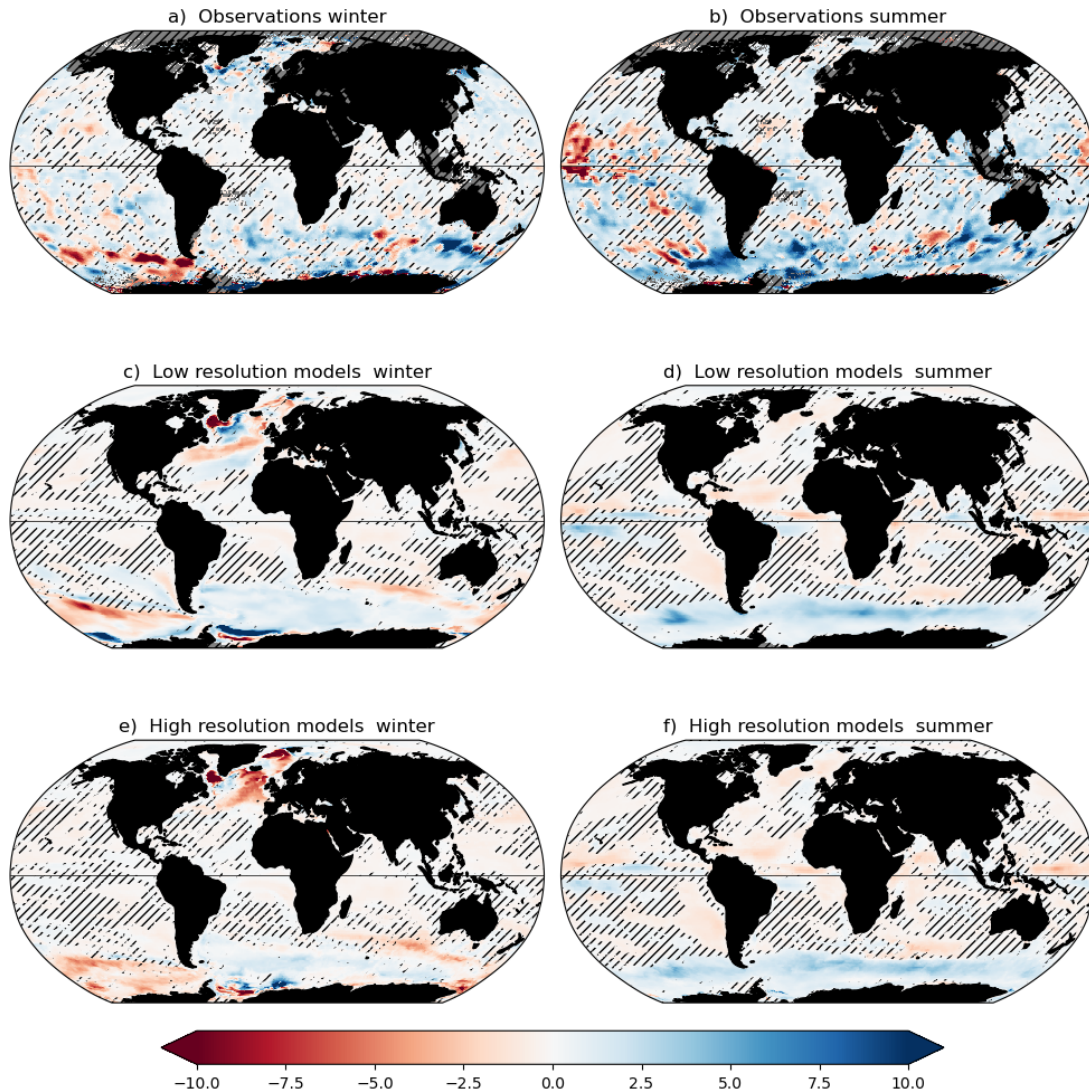 a)  Observations winter
b)  Observations summer
c)  Low resolution models  winter
d)  Low resolution models  summer
e)  High resolution models  winter
f)  High resolution models  summer
−10.0 −7.5 −5.0 −2.5 0.0 2.5 5.0 7.5 10.0